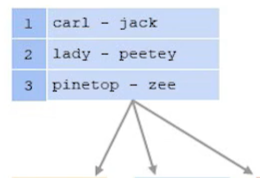 1 carl - jack
2 lady - peetey
3 pinetop - zee